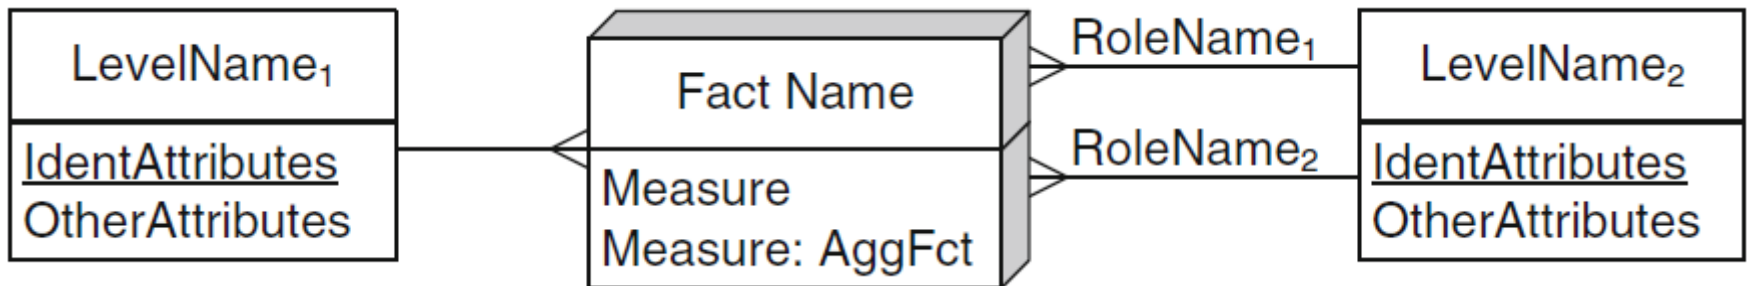 LevelName₁
IdentAttributes
OtherAttributes
Fact Name
Measure
Measure: AggFct
RoleName₁
RoleName₂
LevelName₂
IdentAttributes
OtherAttributes